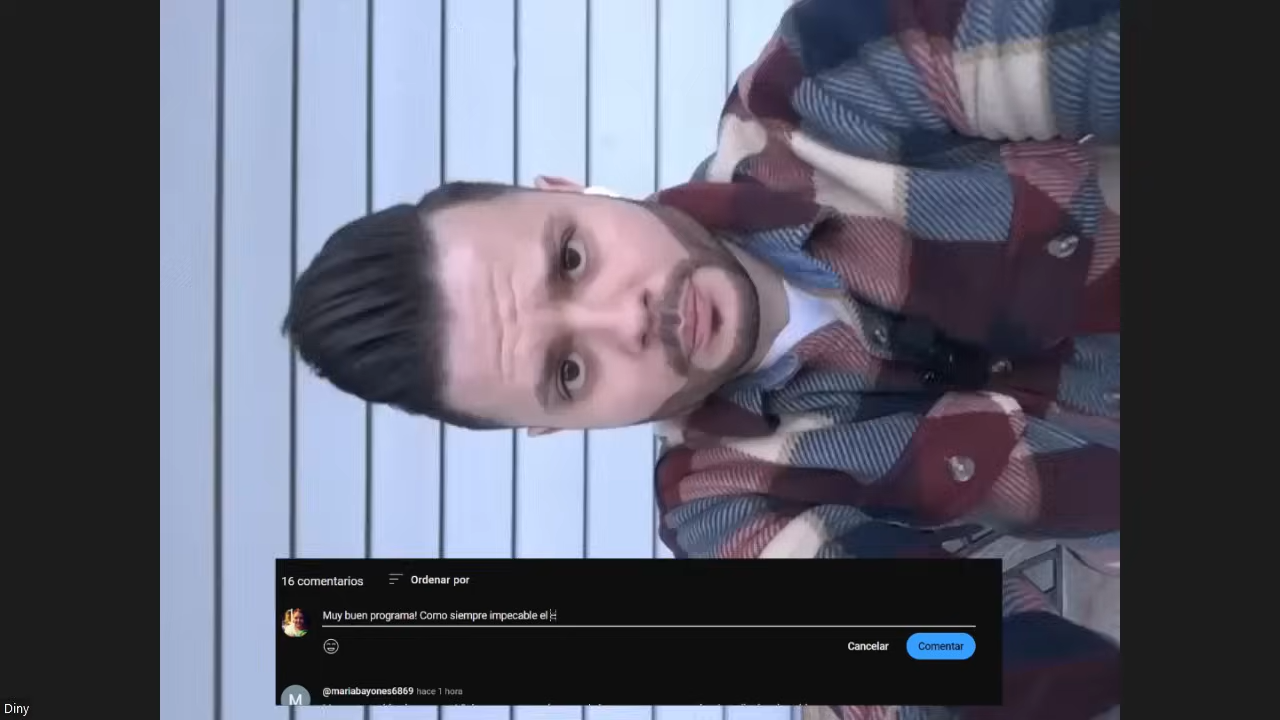 16 comentarios
Ordenar por
Muy buen programa! Como siempre impecable el
Cancelar
Comentar
M
@mariabayones6869 hace 1 hora
Diny